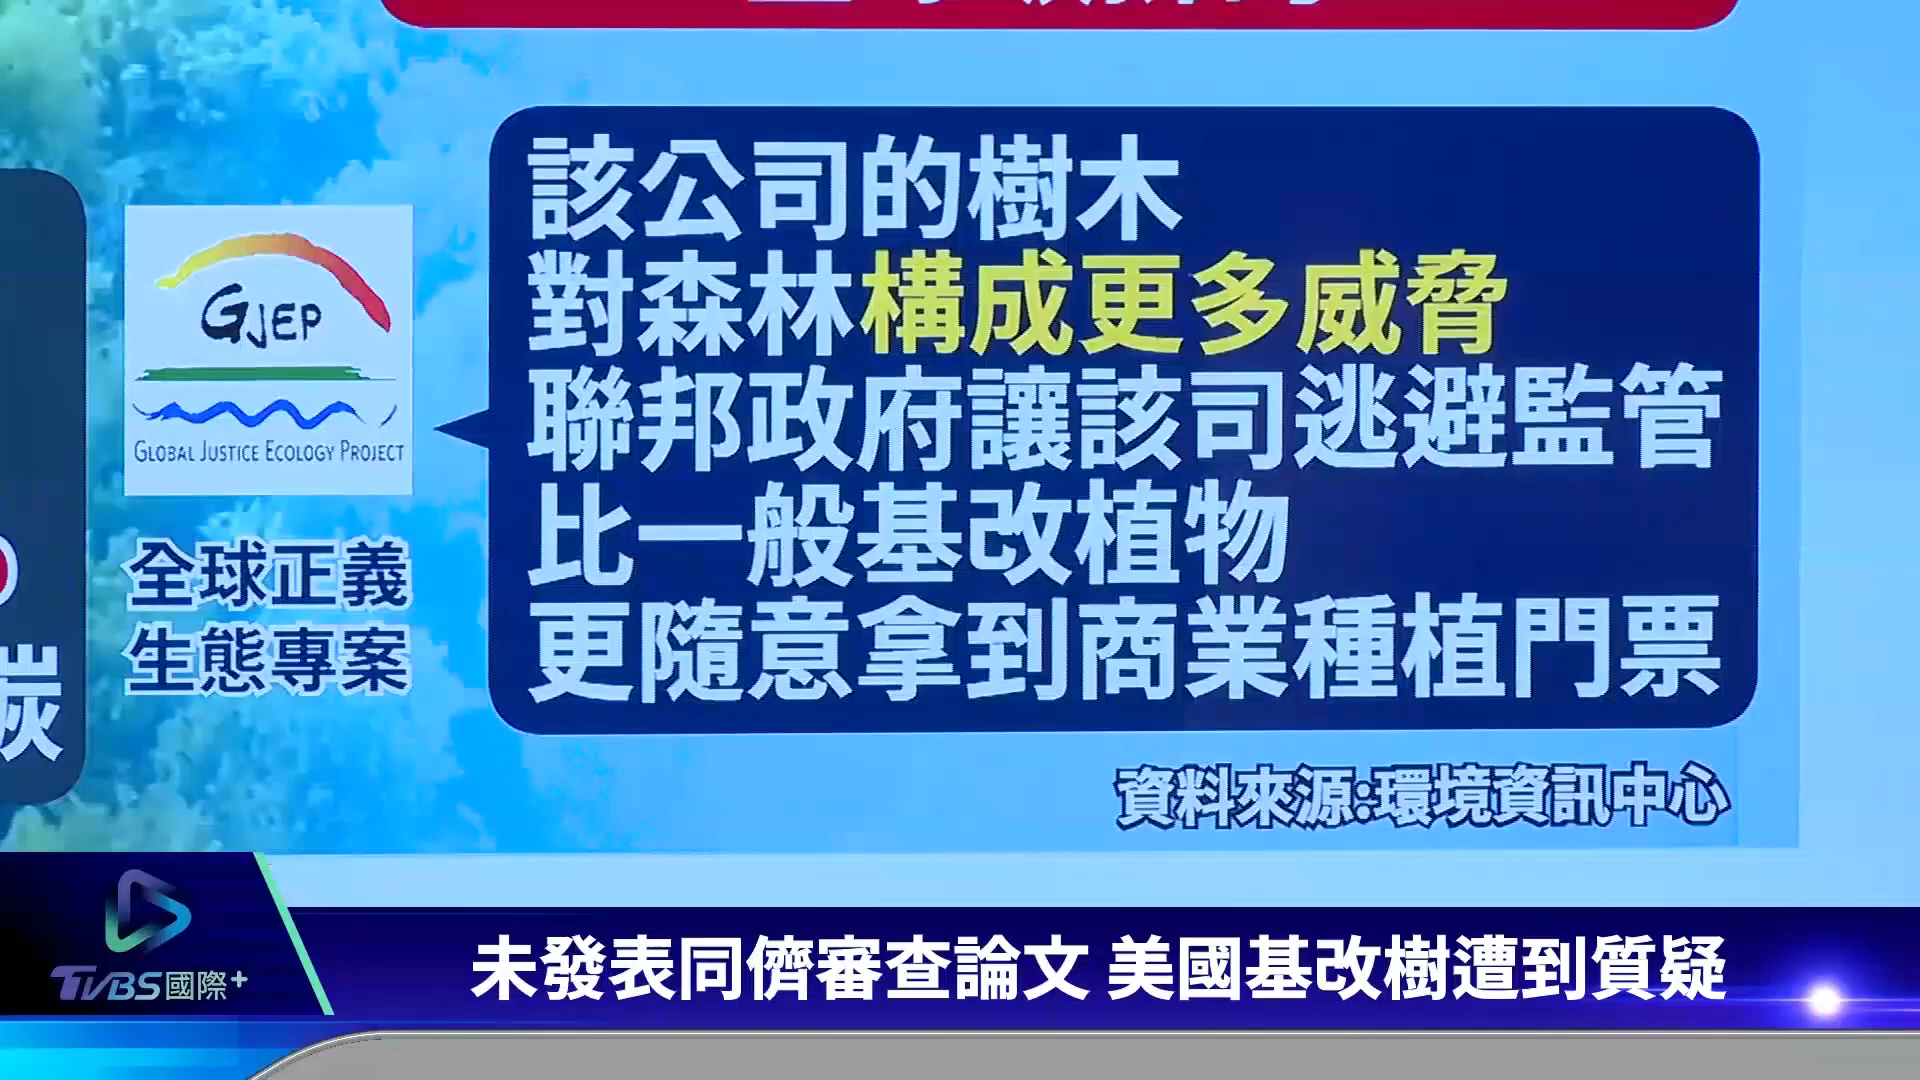 該公司的樹木
對森林構成更多威脅
聯邦政府讓該司逃避監管
比一般基改植物
更隨意拿到商業種植門票
GJEP
GLOBAL JUSTICE ECOLOGY PROJECT
全球正義
生態專案
炭
資料來源:環境資訊中心
TVBS國際+
未發表同儕審查論文 美國基改樹遭到質疑